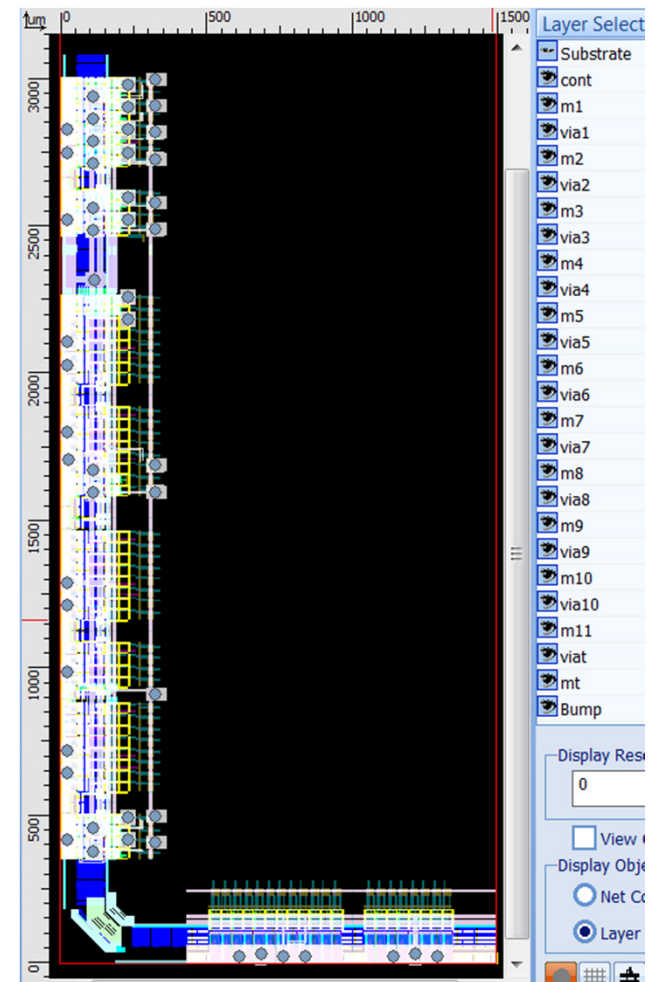 um 0 500 1000 1500
Layer Select
Substrate
cont
m1
via1
m2
via2
m3
via3
m4
via4
m5
via5
m6
via6
m7
via7
m8
via8
m9
via9
m10
via10
m11
viat
mt
Bump
3000
2500
2000
1500
1000
500
0
Display Res
0
View
Display Obje
Net Co
Layer